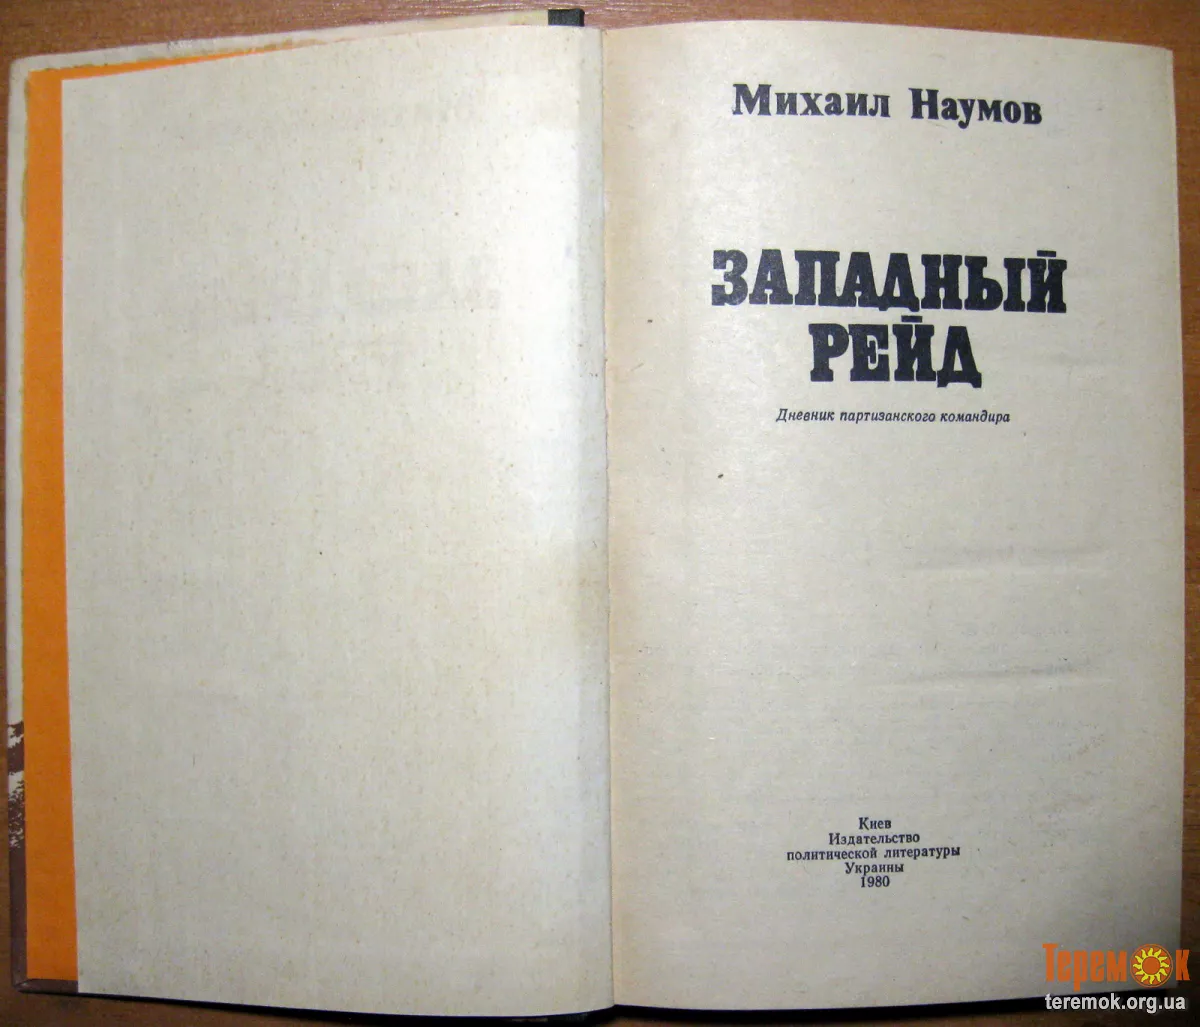 Михаил Наумов
ЗАПАДНЫЙ
РЕЙД
Дневник партизанского командира
Киев
Издательство
политической литературы
Украины
1980
Теремок
teremok.org.ua